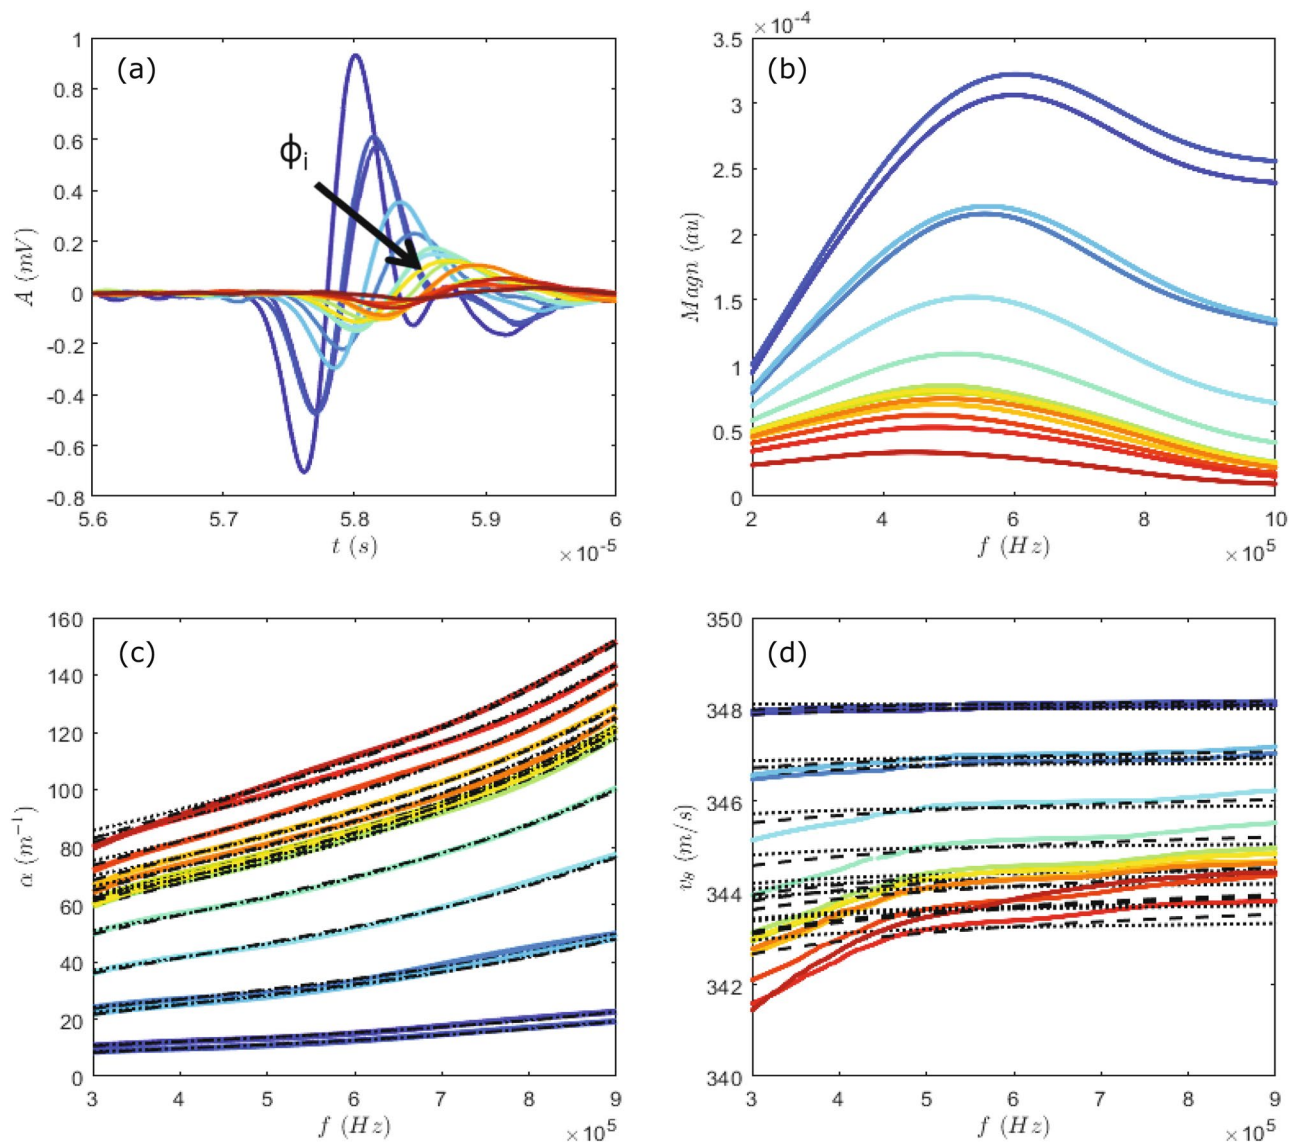 (a)
1
0.8
0.6
0.4
0.2
0
-0.2
-0.4
-0.6
-0.8
A (mV)
ϕi
5.6 5.7 5.8 5.9 6
t (s)
×10-5
×10-4
(b)
3.5
3
2.5
2
1.5
1
0.5
0
Magn (au)
2 4 6 8 10
f (Hz)
×105
(c)
160
140
120
100
80
60
40
20
0
α (m−1)
3 4 5 6 7 8 9
f (Hz)
×105
(d)
350
348
346
344
342
340
vs (m/s)
3 4 5 6 7 8 9
f (Hz)
×105